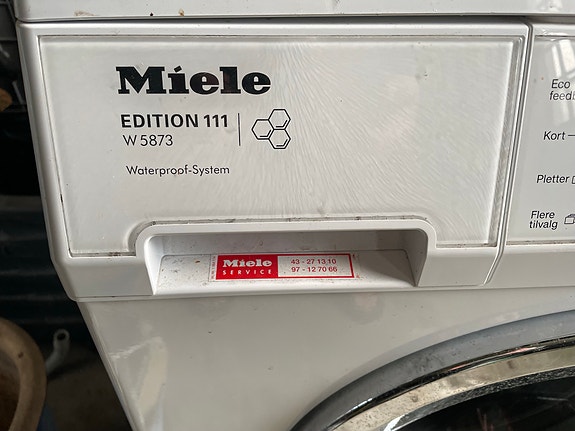 Miele
EDITION 111
W 5873
Waterproof-System
Eco
feedb
Kort
Pletter
Flere
tilvalg
Miele
SERVICE
43 - 27 13 10
97 - 12 70 66